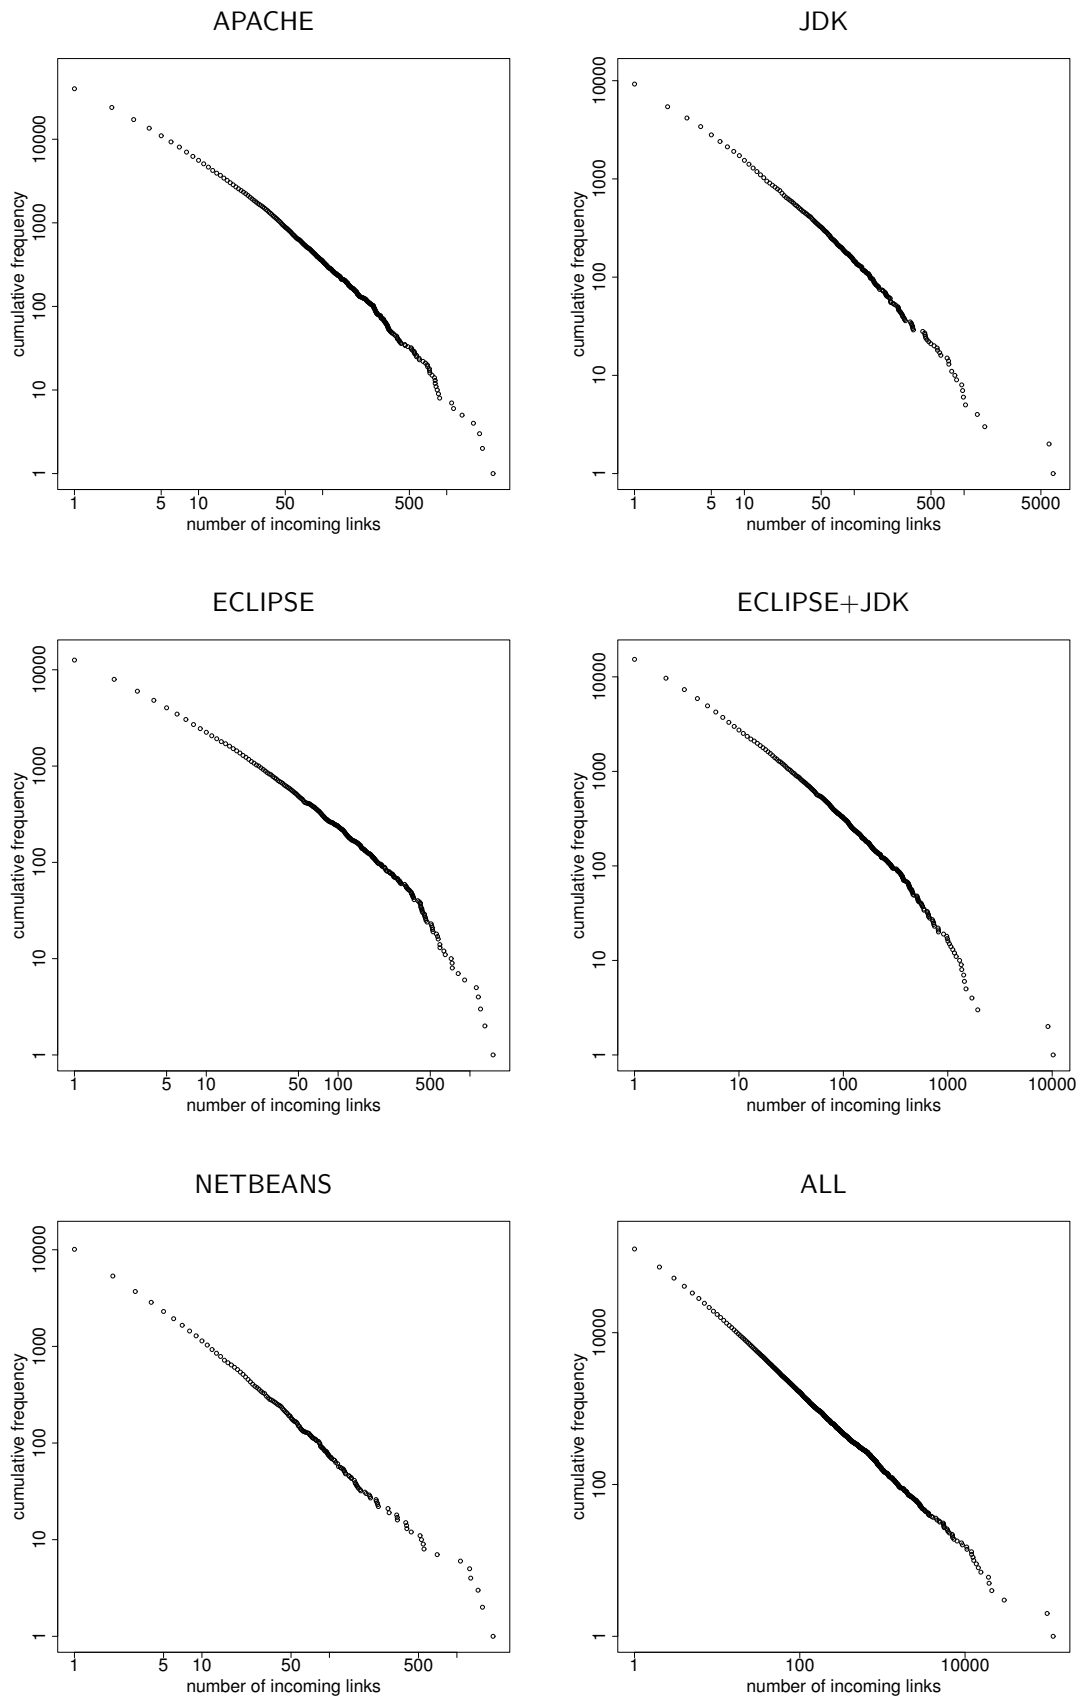 APACHE
JDK
cumulative frequency
10000
1000
100
10
1
1 5 10 50 500
number of incoming links
cumulative frequency
10000
1000
100
10
1
1 5 10 50 500 5000
number of incoming links
ECLIPSE
ECLIPSE+JDK
cumulative frequency
10000
1000
100
10
1
1 5 10 50 100 500
number of incoming links
cumulative frequency
10000
1000
100
10
1
1 10 100 1000 10000
number of incoming links
NETBEANS
ALL
cumulative frequency
10000
1000
100
10
1
1 5 10 50 500
number of incoming links
cumulative frequency
10000
100
1
1 100 10000
number of incoming links